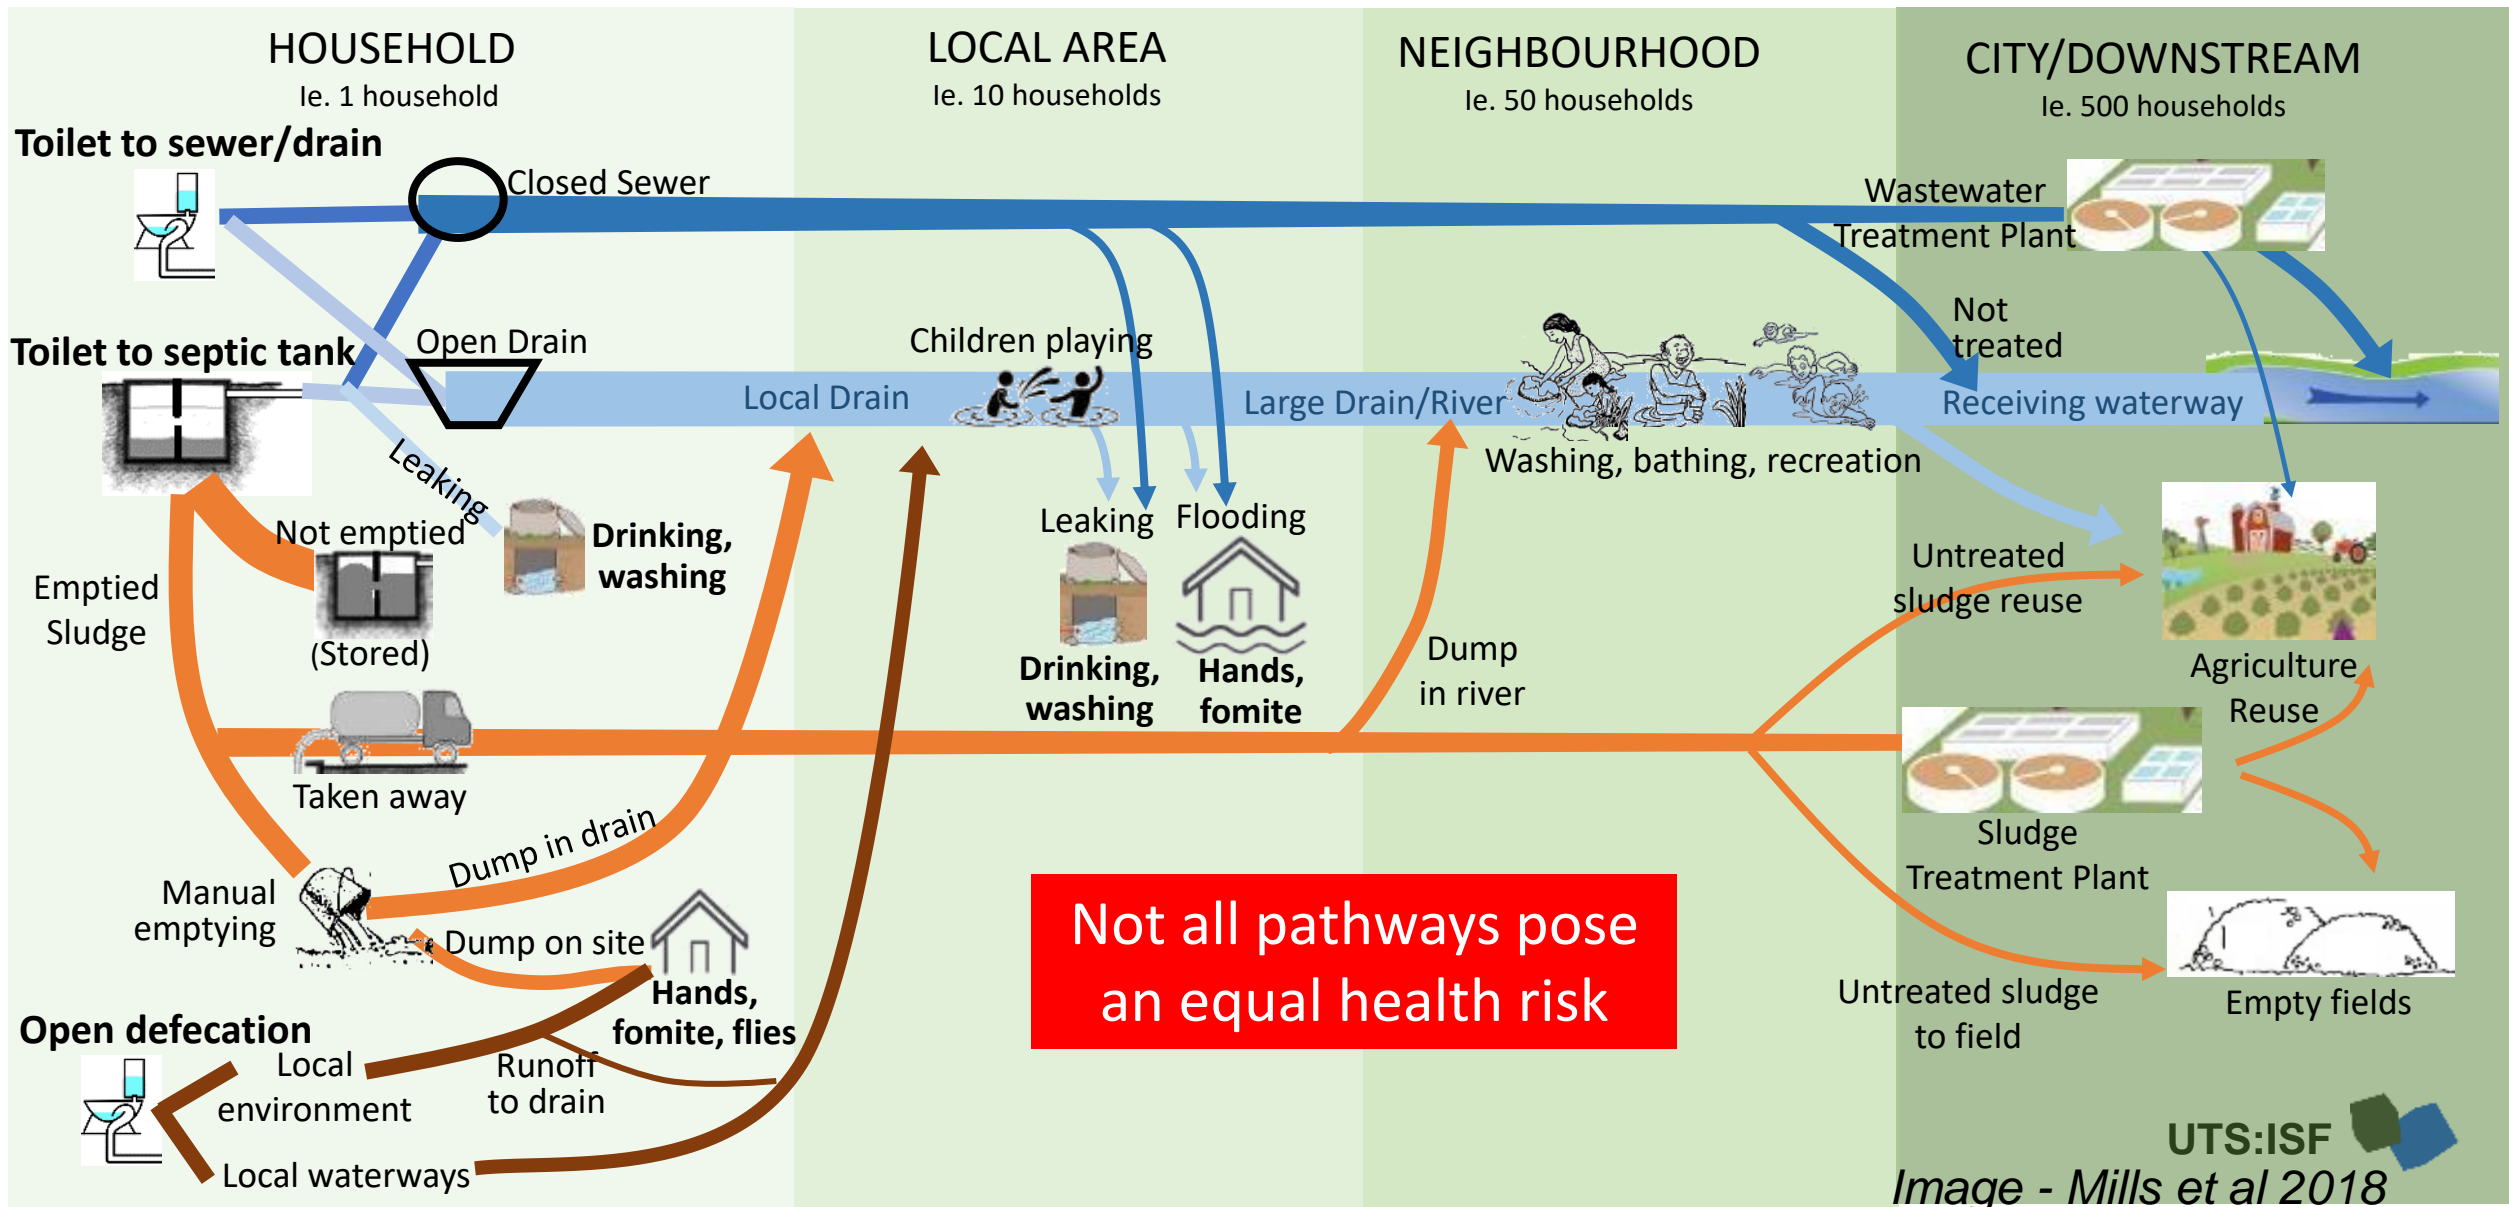 HOUSEHOLD
Ie. 1 household
LOCAL AREA
Ie. 10 households
NEIGHBOURHOOD
Ie. 50 households
CITY/DOWNSTREAM
Ie. 500 households
Toilet to sewer/drain
Closed Sewer
Wastewater
Treatment Plant
Not
treated
Toilet to septic tank
Open Drain
Local Drain
Children playing
Large Drain/River
Washing, bathing, recreation
Receiving waterway
Leaking
Drinking,
washing
Not emptied
(Stored)
Emptied
Sludge
Leaking
Drinking,
washing
Flooding
Hands,
fomite
Dump
in river
Untreated
sludge reuse
Agriculture
Reuse
Taken away
Sludge
Treatment Plant
Manual
emptying
Dump in drain
Dump on site
Hands,
fomite, flies
Not all pathways pose
an equal health risk
Untreated sludge
to field
Empty fields
Open defecation
Local
environment
Runoff
to drain
Local waterways
UTS:ISF
Image - Mills et al 2018